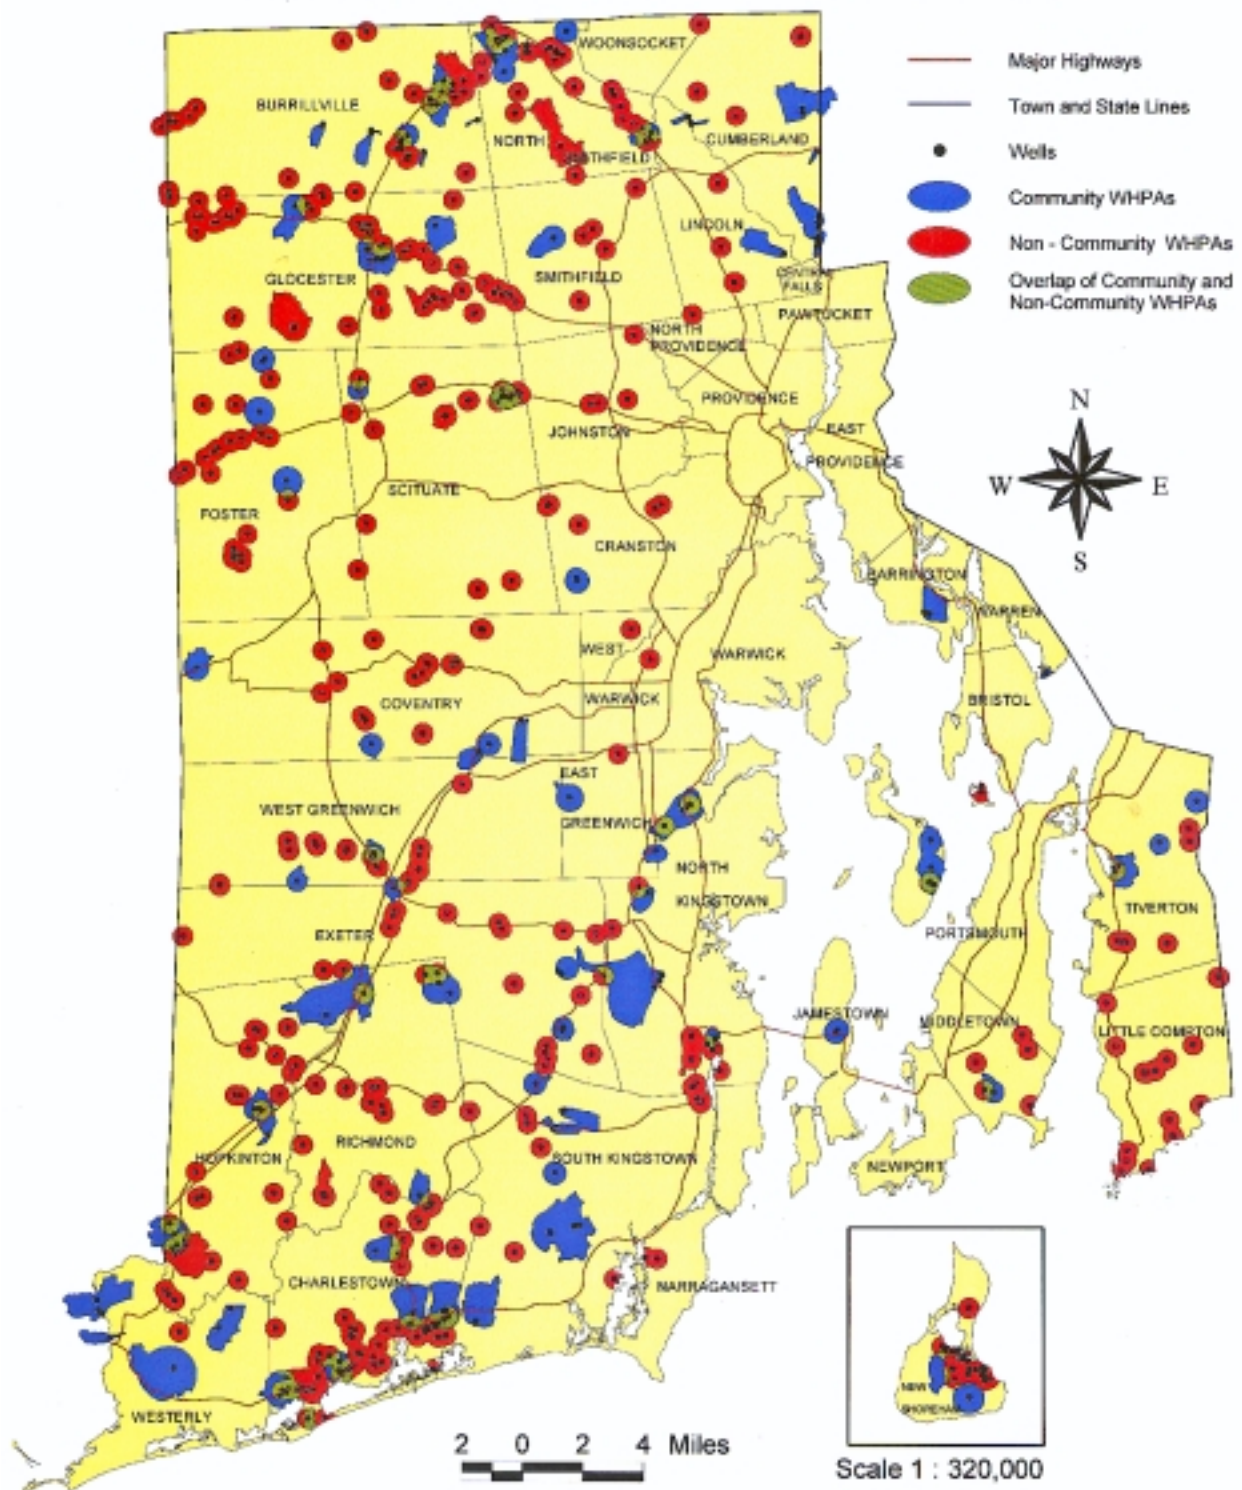 WOONSOCKET
Major Highways
BURRILLVILLE
Town and State Lines
NORTH
CUMBERLAND
Wells
SMITHFIELD
Community WHPAs
LINCOLN
Non - Community WHPAs
GLOCESTER
SMITHFIELD
CENTRAL
FALLS
Overlap of Community and
Non-Community WHPAs
PAWTUCKET
NORTH
PROVIDENCE
PROVIDENCE
JOHNSTON
EAST
PROVIDENCE
N
W
E
S
SCITUATE
FOSTER
CRANSTON
BARRINGTON
WARREN
WEST
WARWICK
WARWICK
COVENTRY
BRISTOL
EAST
GREENWICH
WEST GREENWICH
NORTH
KINGSTOWN
TIVERTON
EXETER
PORTSMOUTH
JAMESTOWN
MIDDLETOWN
LITTLE COMPTON
RICHMOND
HOPKINTON
SOUTH KINGSTOWN
NEWPORT
CHARLESTOWN
NARRAGANSETT
NEW
SHOREHAM
WESTERLY
2 0 2 4 Miles
Scale 1 : 320,000